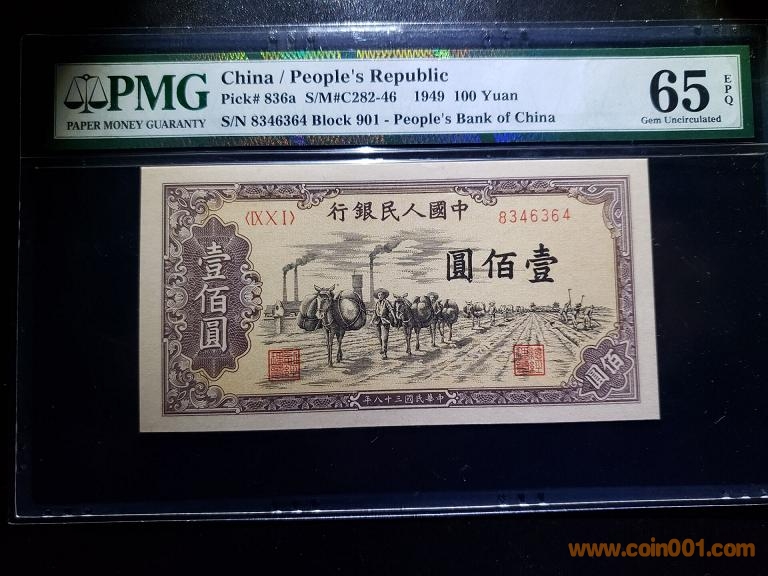 PMG
PAPER MONEY GUARANTY
China / People's Republic
Pick# 836a S/M#C282-46 1949 100 Yuan
S/N 8346364 Block 901 - People's Bank of China
65
EPQ
Gem Uncirculated
行銀民人國中
〈IX X I〉
8346364
圓佰壹
壹佰圓
佰圓
年八十三國民華中
www.coin001.com